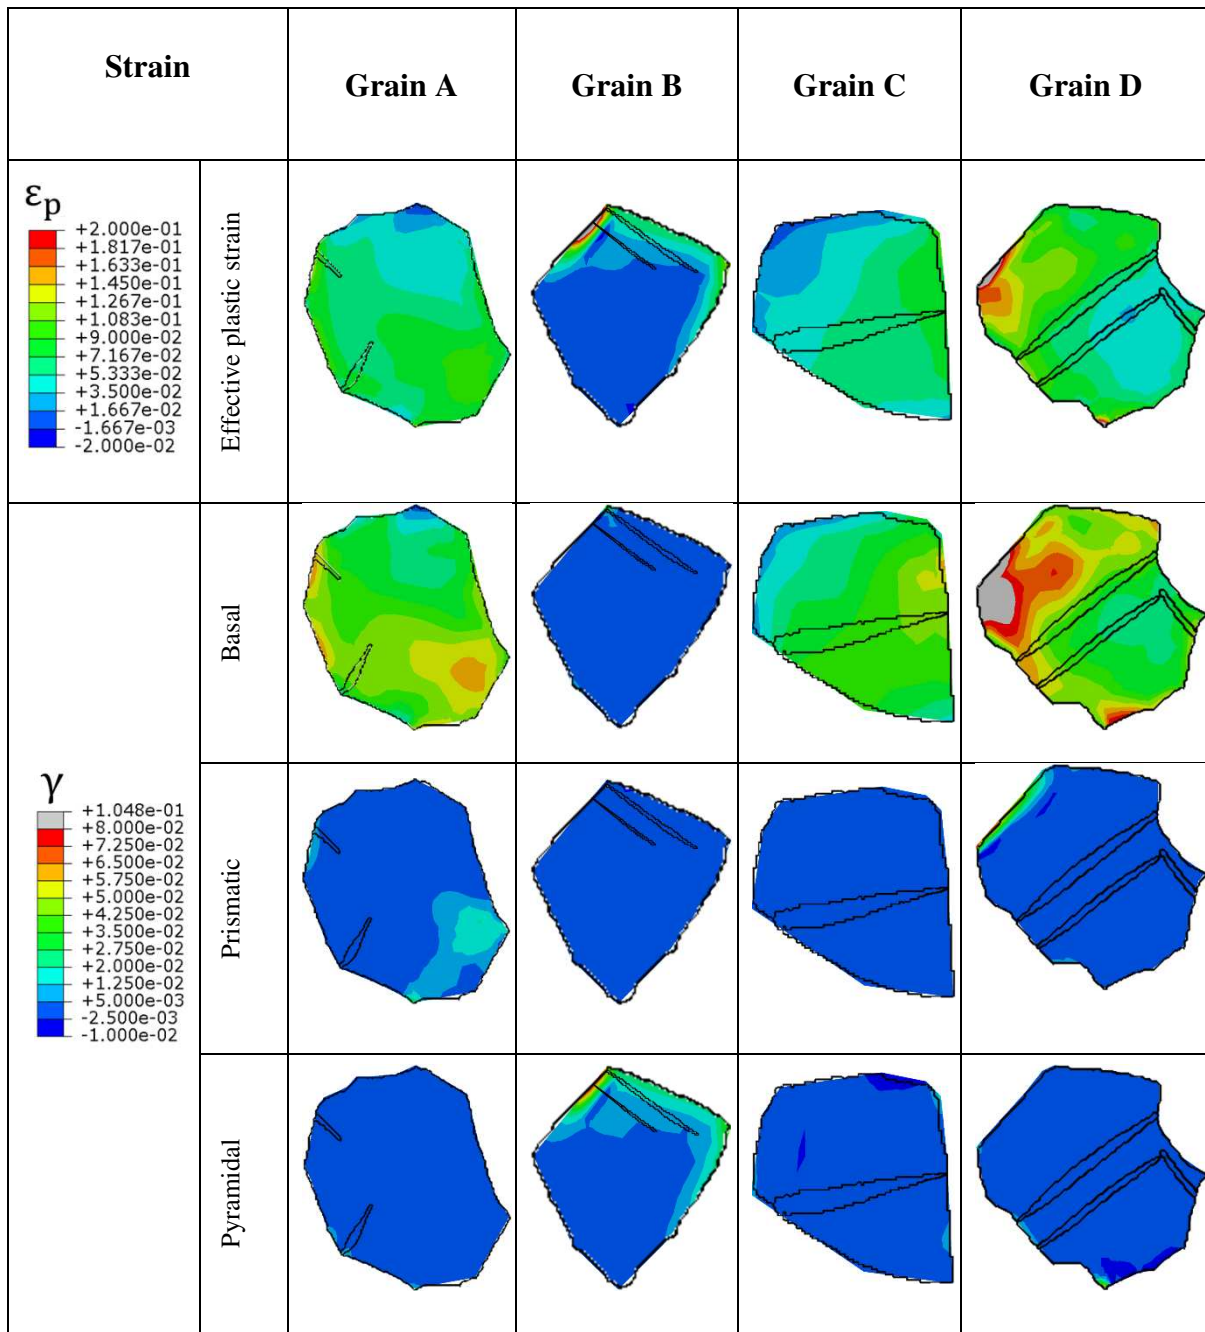 Strain
Grain A
Grain B
Grain C
Grain D
εp
+2.000e-01
+1.817e-01
+1.633e-01
+1.450e-01
+1.267e-01
+1.083e-01
+9.000e-02
+7.167e-02
+5.333e-02
+3.500e-02
+1.667e-02
-1.667e-03
-2.000e-02
Effective plastic strain
Basal
γ
+1.048e-01
+8.000e-02
+7.250e-02
+6.500e-02
+5.750e-02
+5.000e-02
+4.250e-02
+3.500e-02
+2.750e-02
+2.000e-02
+1.250e-02
+5.000e-03
-2.500e-03
-1.000e-02
Prismatic
Pyramidal